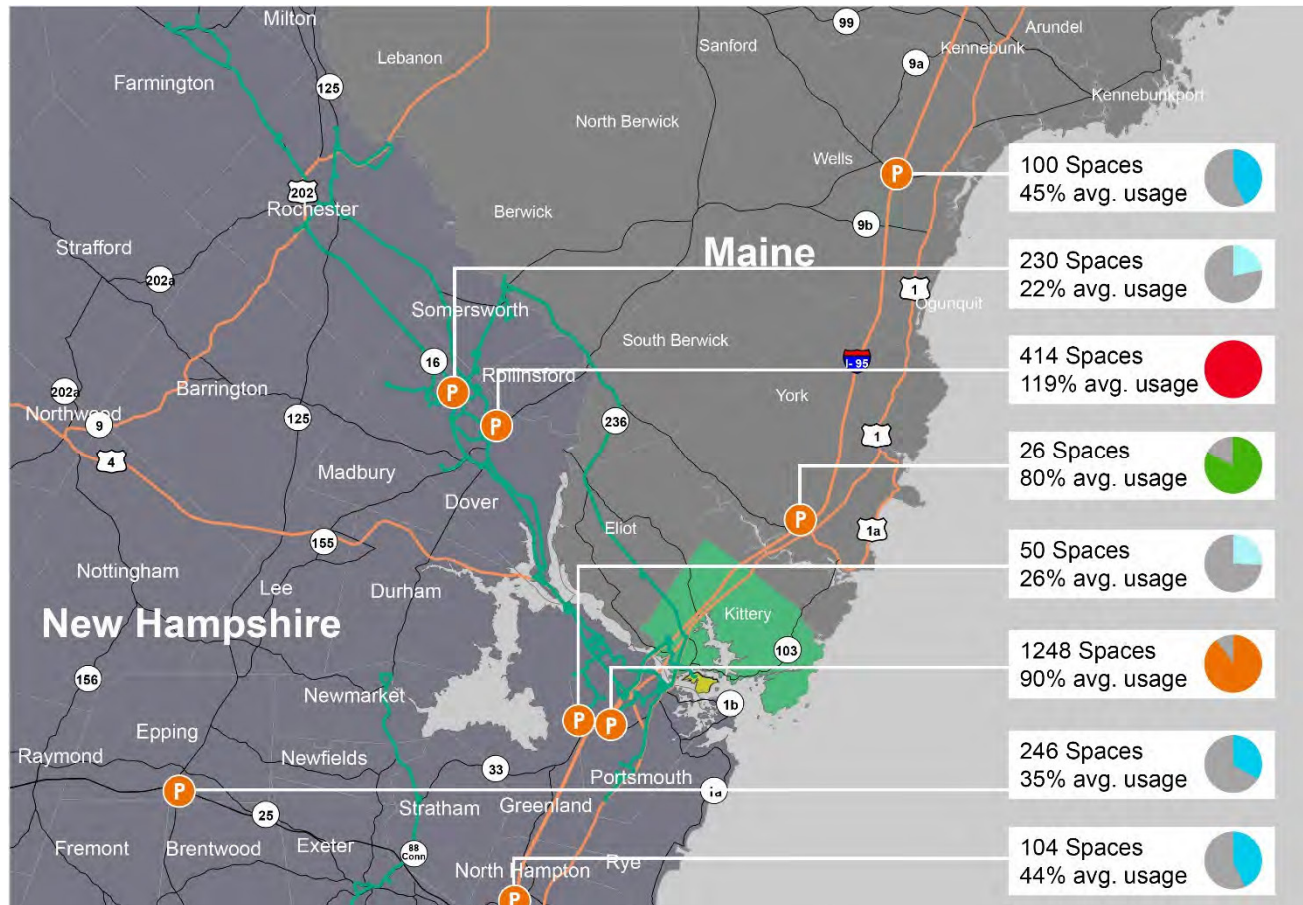 Milton
99
Arundel
Sanford
Kennebunk
Lebanon
9a
Farmington
125
Kennebunkport
North Berwick
Wells
P
100 Spaces
45% avg. usage
202
Rochester
Berwick
9b
Strafford
Maine
230 Spaces
22% avg. usage
202a
1
Ogunquit
Somersworth
South Berwick
16
I-95
414 Spaces
119% avg. usage
Rollinsford
Barrington
P
York
202a
Northwood
9
125
P
236
1
26 Spaces
80% avg. usage
4
Madbury
Dover
P
1a
Eliot
155
50 Spaces
26% avg. usage
Nottingham
Lee
Durham
Kittery
New Hampshire
103
1248 Spaces
90% avg. usage
156
Newmarket
1b
P
P
Epping
Raymond
Newfields
33
Portsmouth
246 Spaces
35% avg. usage
P
Stratham
Greenland
1a
25
Fremont
Brentwood
Exeter
88
Conn
North Hampton
Rye
104 Spaces
44% avg. usage
P